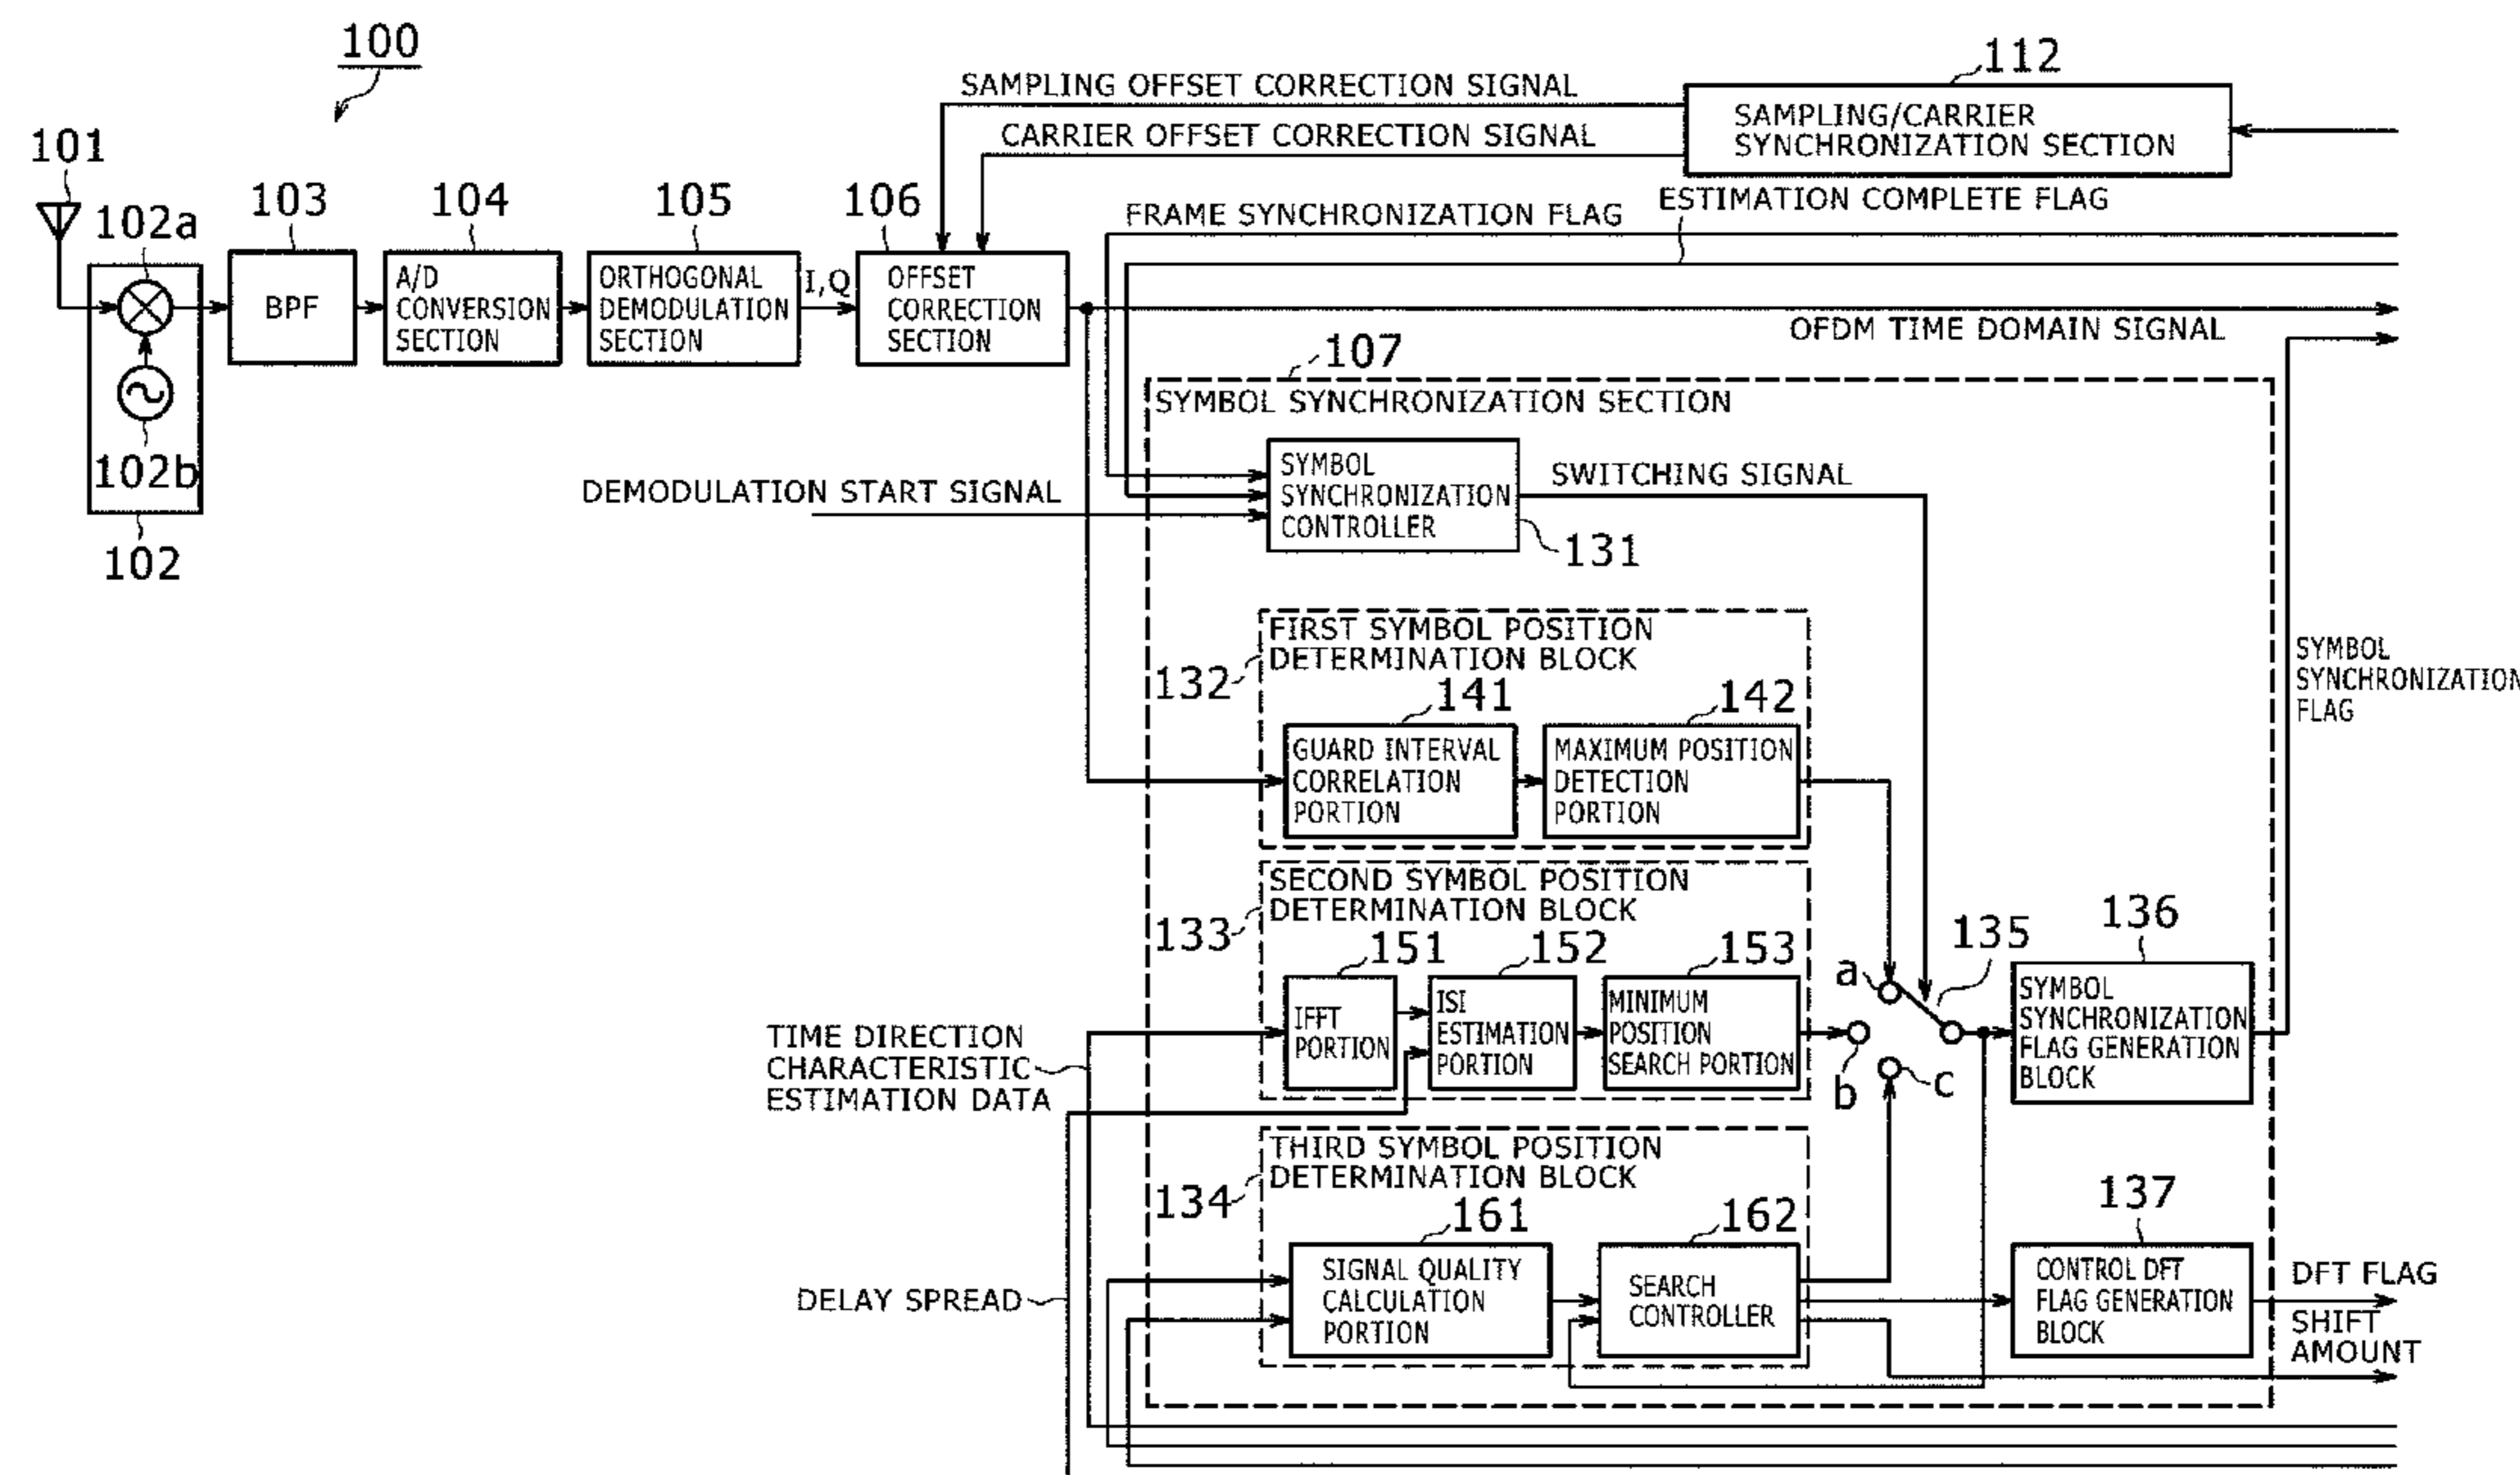 100
112
SAMPLING OFFSET CORRECTION SIGNAL
SAMPLING/CARRIER
SYNCHRONIZATION SECTION
CARRIER OFFSET CORRECTION SIGNAL
101
102a
103
104
105
106
FRAME SYNCHRONIZATION FLAG
ESTIMATION COMPLETE FLAG
BPF
A/D
CONVERSION
SECTION
ORTHOGONAL
DEMODULATION
SECTION
I,Q
OFFSET
CORRECTION
SECTION
OFDM TIME DOMAIN SIGNAL
102b
102
107
SYMBOL SYNCHRONIZATION SECTION
DEMODULATION START SIGNAL
SYMBOL
SYNCHRONIZATION
CONTROLLER
SWITCHING SIGNAL
131
FIRST SYMBOL POSITION
DETERMINATION BLOCK
132
141
142
GUARD INTERVAL
CORRELATION
PORTION
MAXIMUM POSITION
DETECTION
PORTION
SYMBOL
SYNCHRONIZATION
FLAG
SECOND SYMBOL POSITION
DETERMINATION BLOCK
133
151
152
153
135
136
a
b
c
TIME DIRECTION
CHARACTERISTIC
ESTIMATION DATA
IFFT
PORTION
ISI
ESTIMATION
PORTION
MINIMUM
POSITION
SEARCH PORTION
SYMBOL
SYNCHRONIZATION
FLAG GENERATION
BLOCK
THIRD SYMBOL POSITION
DETERMINATION BLOCK
134
161
162
137
DELAY SPREAD
SIGNAL QUALITY
CALCULATION
PORTION
SEARCH
CONTROLLER
CONTROL DFT
FLAG GENERATION
BLOCK
DFT FLAG
SHIFT
AMOUNT